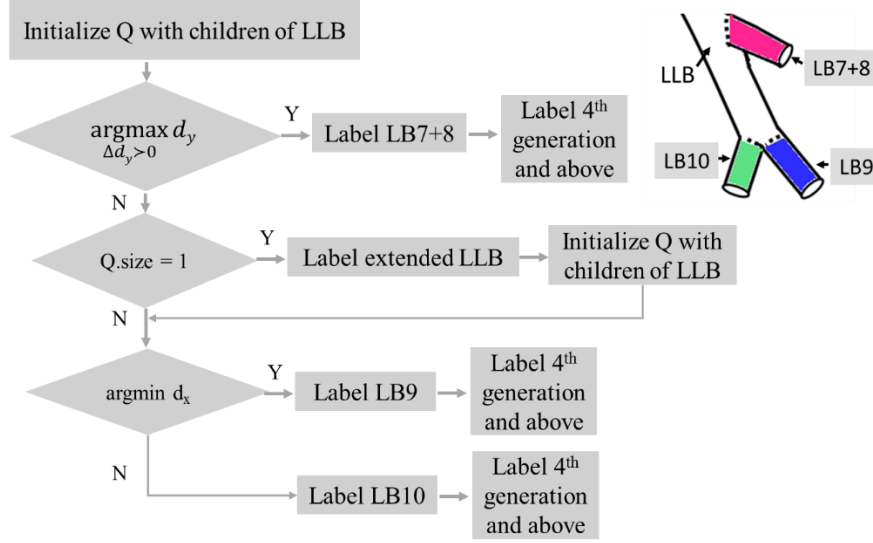 Initialize Q with children of LLB
argmax d_y
Δd_y≻0
Y
Label LB7+8
Label 4th
generation
and above
N
Q.size = 1
Y
Label extended LLB
Initialize Q with
children of LLB
N
argmin d_x
Y
Label LB9
Label 4th
generation
and above
N
Label LB10
Label 4th
generation
and above
LLB
LB7+8
LB10
LB9